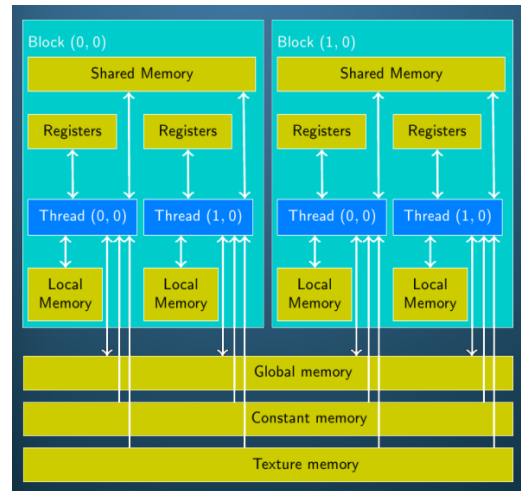 Block (0, 0)
Shared Memory
Registers
Registers
Thread (0, 0)
Thread (1, 0)
Local
Memory
Local
Memory
Block (1, 0)
Shared Memory
Registers
Registers
Thread (0, 0)
Thread (1, 0)
Local
Memory
Local
Memory
Global memory
Constant memory
Texture memory